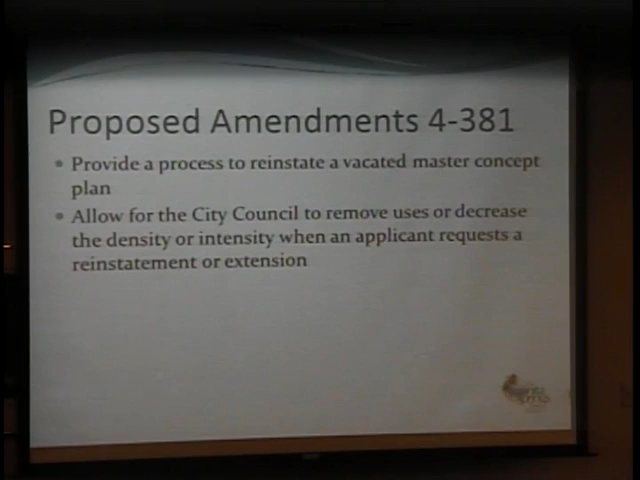 Proposed Amendments 4-381
• Provide a process to reinstate a vacated master concept
plan
• Allow for the City Council to remove uses or decrease
the density or intensity when an applicant requests a
reinstatement or extension